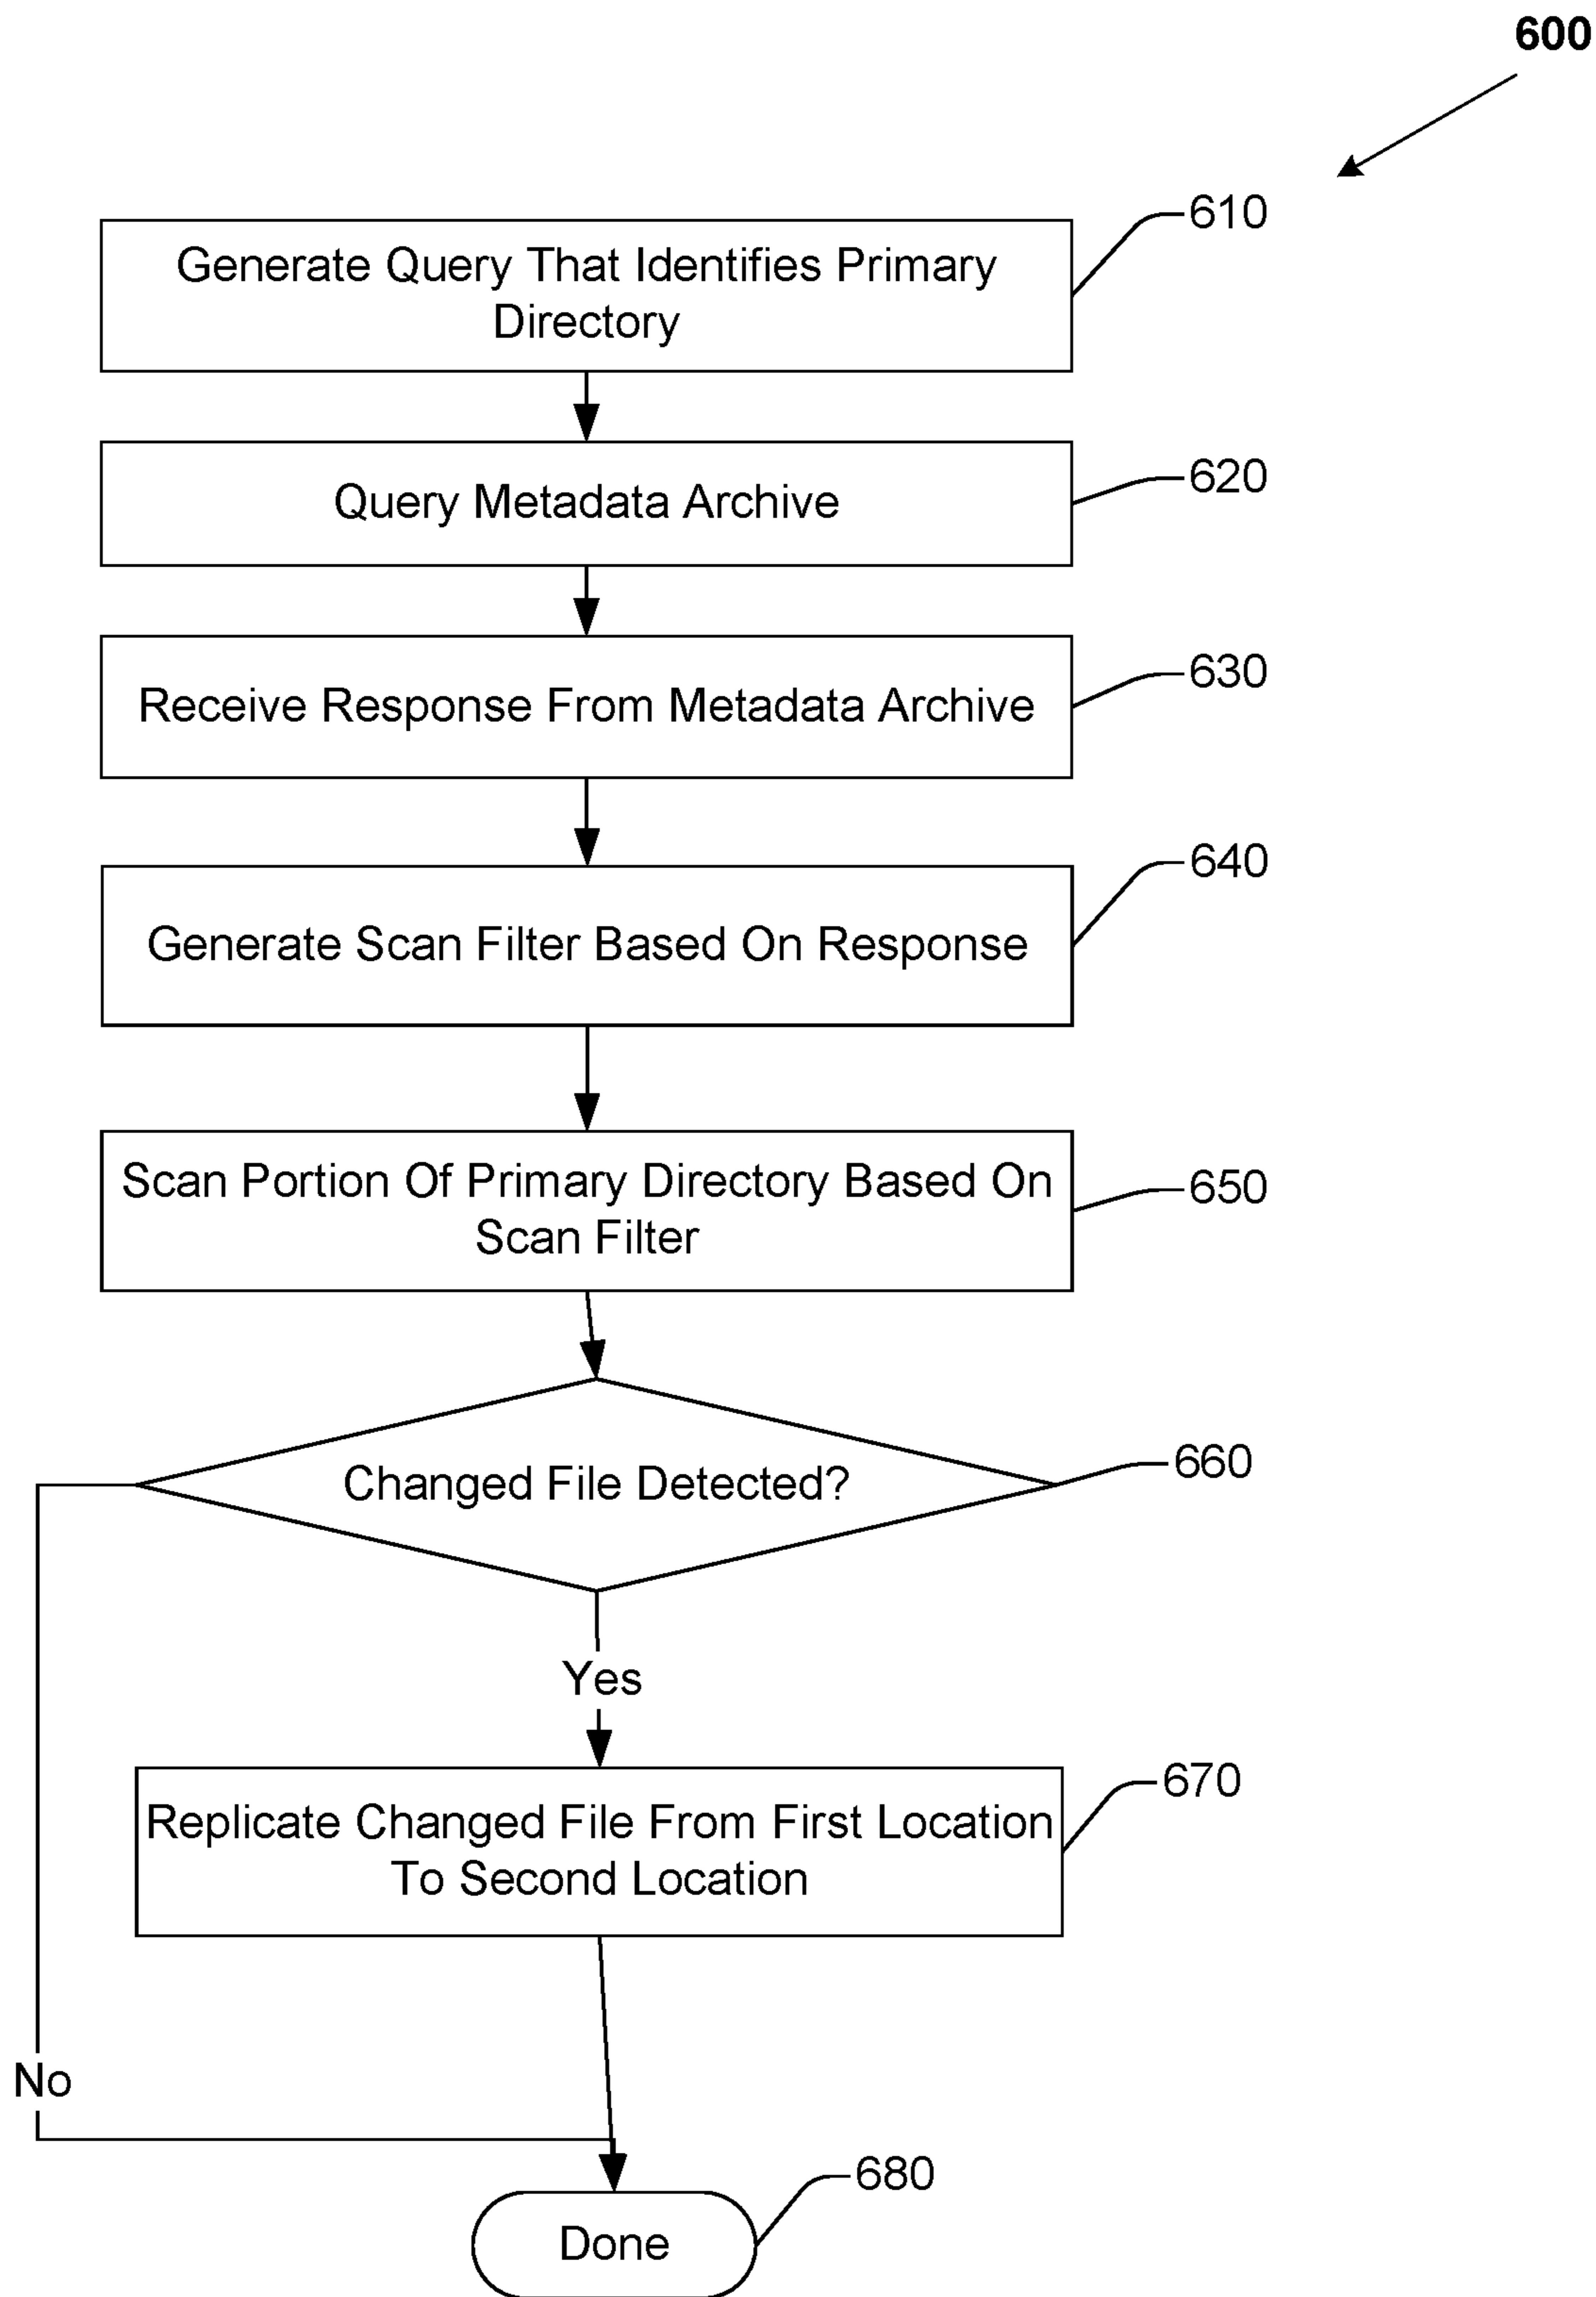 600
610
Generate Query That Identifies Primary
Directory
620
Query Metadata Archive
630
Receive Response From Metadata Archive
640
Generate Scan Filter Based On Response
650
Scan Portion Of Primary Directory Based On
Scan Filter
660
Changed File Detected?
Yes
670
Replicate Changed File From First Location
To Second Location
No
680
Done